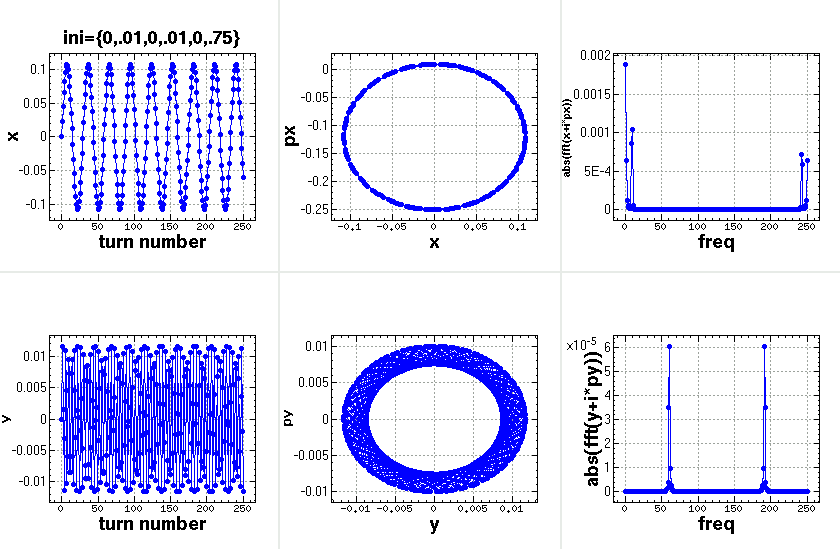 ini={0,.01,0,.01,0,.75}
x
0.1
0.05
0
-0.05
-0.1
0 50 100 150 200 250
turn number
px
0
-0.05
-0.1
-0.15
-0.2
-0.25
-0.1 -0.05 0 0.05 0.1
x
abs(fft(x+i*px))
0.002
0.0015
0.001
5E-4
0
0 50 100 150 200 250
freq
y
0.01
0.005
0
-0.005
-0.01
0 50 100 150 200 250
turn number
py
0.01
0.005
0
-0.005
-0.01
-0.01 -0.005 0 0.005 0.01
y
abs(fft(y+i*py))
x10-5
6
5
4
3
2
1
0
0 50 100 150 200 250
freq